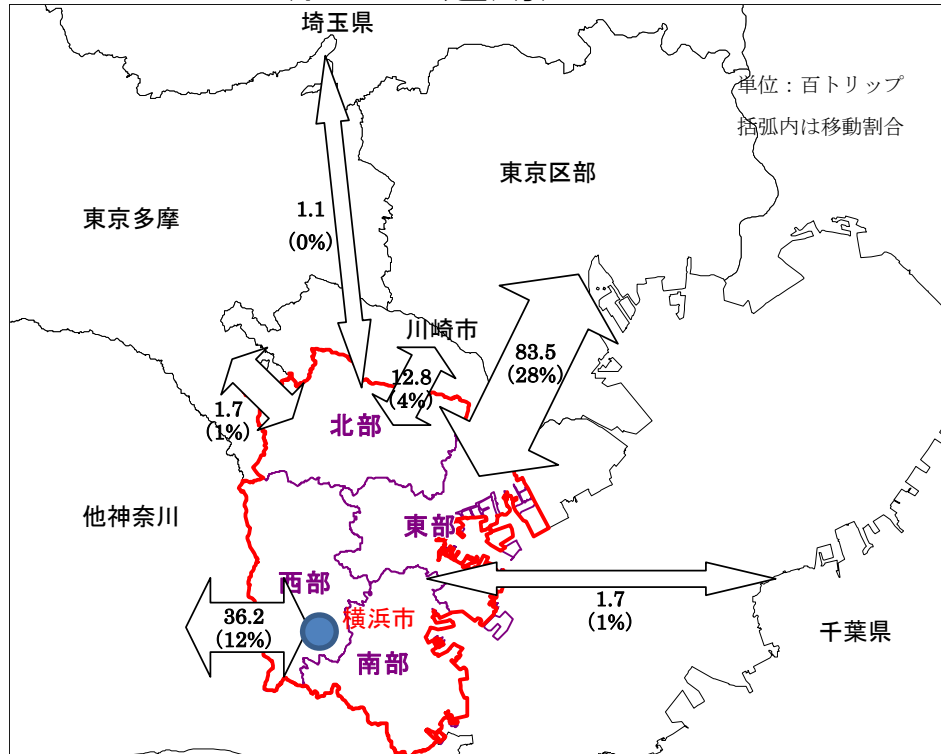 埼玉県
単位：百トリップ
括弧内は移動割合
東京区部
東京多摩
1.1
(0%)
川崎市
83.5
(28%)
12.8
(4%)
1.7
(1%)
北部
他神奈川
東部
西部
1.7
(1%)
36.2
(12%)
横浜市
千葉県
南部